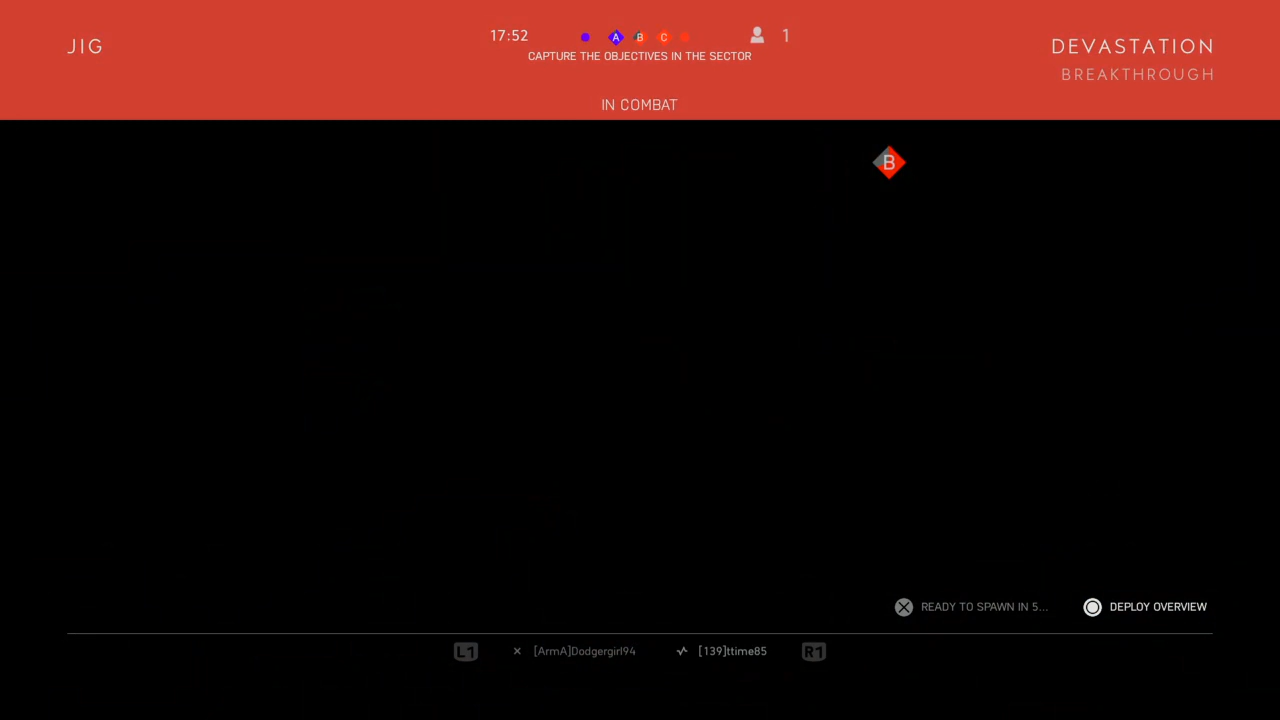 JIG
17:52 A B C 1
CAPTURE THE OBJECTIVES IN THE SECTOR
DEVASTATION
BREAKTHROUGH
IN COMBAT
B
READY TO SPAWN IN 5... DEPLOY OVERVIEW
L1 [ArmA]Dodgergirl94 [139]ttime85 R1